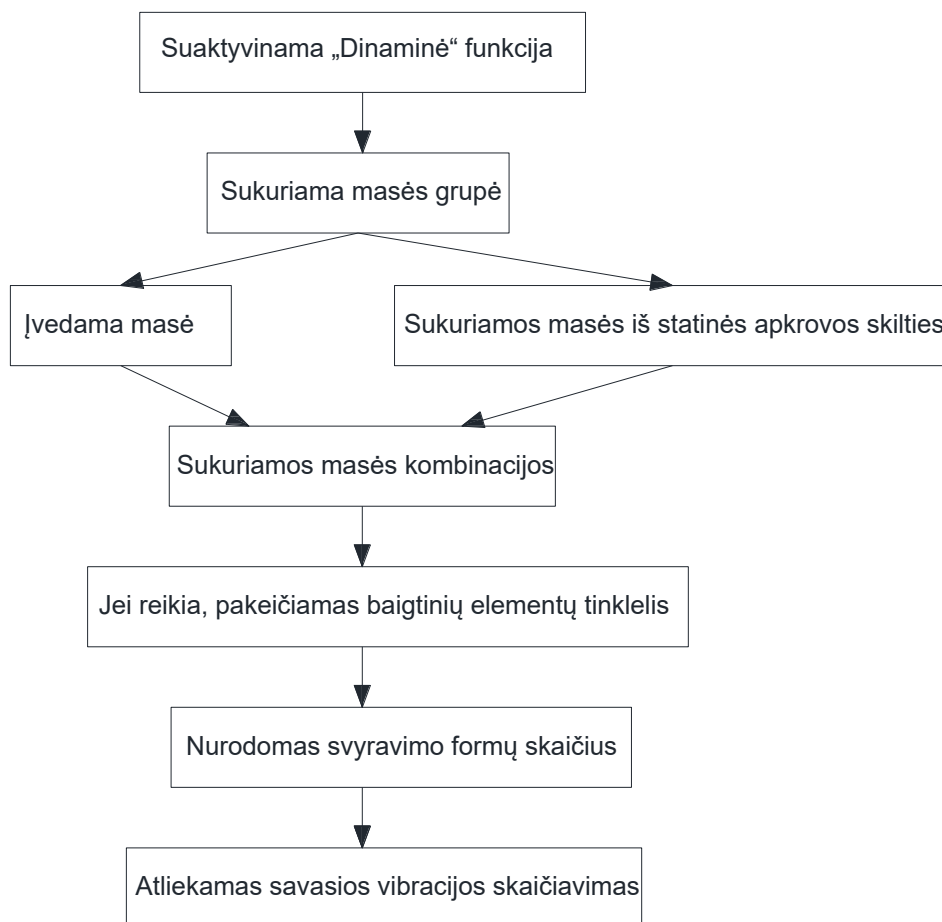 Suaktyvinama „Dinaminė“ funkcija
Sukuriama masės grupė
Įvedama masė
Sukuriamos masės iš statinės apkrovos skilties
Sukuriamos masės kombinacijos
Jei reikia, pakeičiamas baigtinių elementų tinklelis
Nurodomas svyravimo formų skaičius
Atliekamas savasios vibracijos skaičiavimas